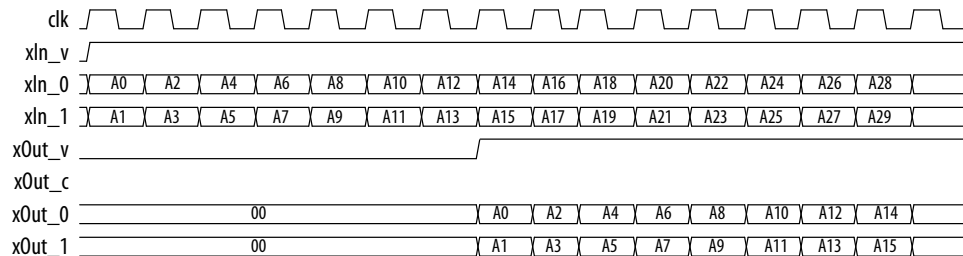 clk
xIn_v
xIn_0 A0 A2 A4 A6 A8 A10 A12 A14 A16 A18 A20 A22 A24 A26 A28
xIn_1 A1 A3 A5 A7 A9 A11 A13 A15 A17 A19 A21 A23 A25 A27 A29
xOut_v
xOut_c
xOut_0 00 A0 A2 A4 A6 A8 A10 A12 A14
xOut_1 00 A1 A3 A5 A7 A9 A11 A13 A15